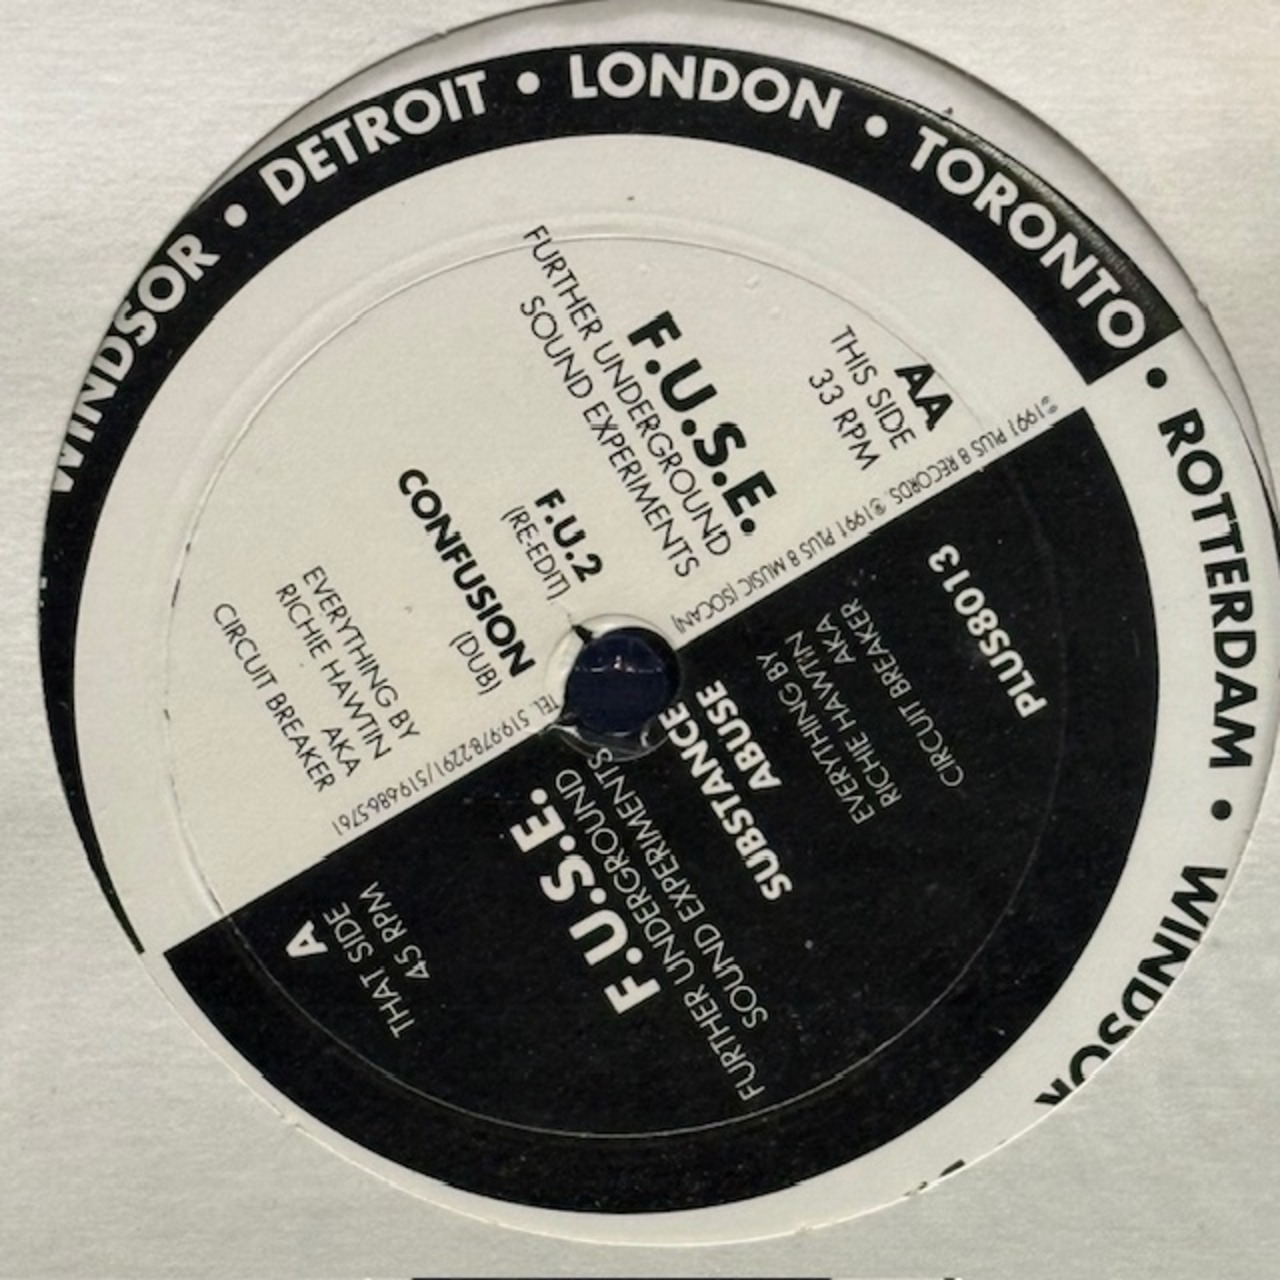 WINDSOR • DETROIT • LONDON • TORONTO • ROTTERDAM • WINDSOR
AA
THIS SIDE
33 RPM
F.U.S.E.
FURTHER UNDERGROUND
SOUND EXPERIMENTS
F.U.2
(RE-EDIT)
CONFUSION
(DUB)
EVERYTHING BY
RICHIE HAWTIN
AKA
CIRCUIT BREAKER
©1991 PLUS 8 RECORDS. ℗1991 PLUS 8 MUSIC (SOCAN)
TEL. 519-978-2291/519-686-5761
A
THAT SIDE
45 RPM
F.U.S.E.
FURTHER UNDERGROUND
SOUND EXPERIMENTS
SUBSTANCE
ABUSE
EVERYTHING BY
RICHIE HAWTIN
AKA
CIRCUIT BREAKER
PLUS8013